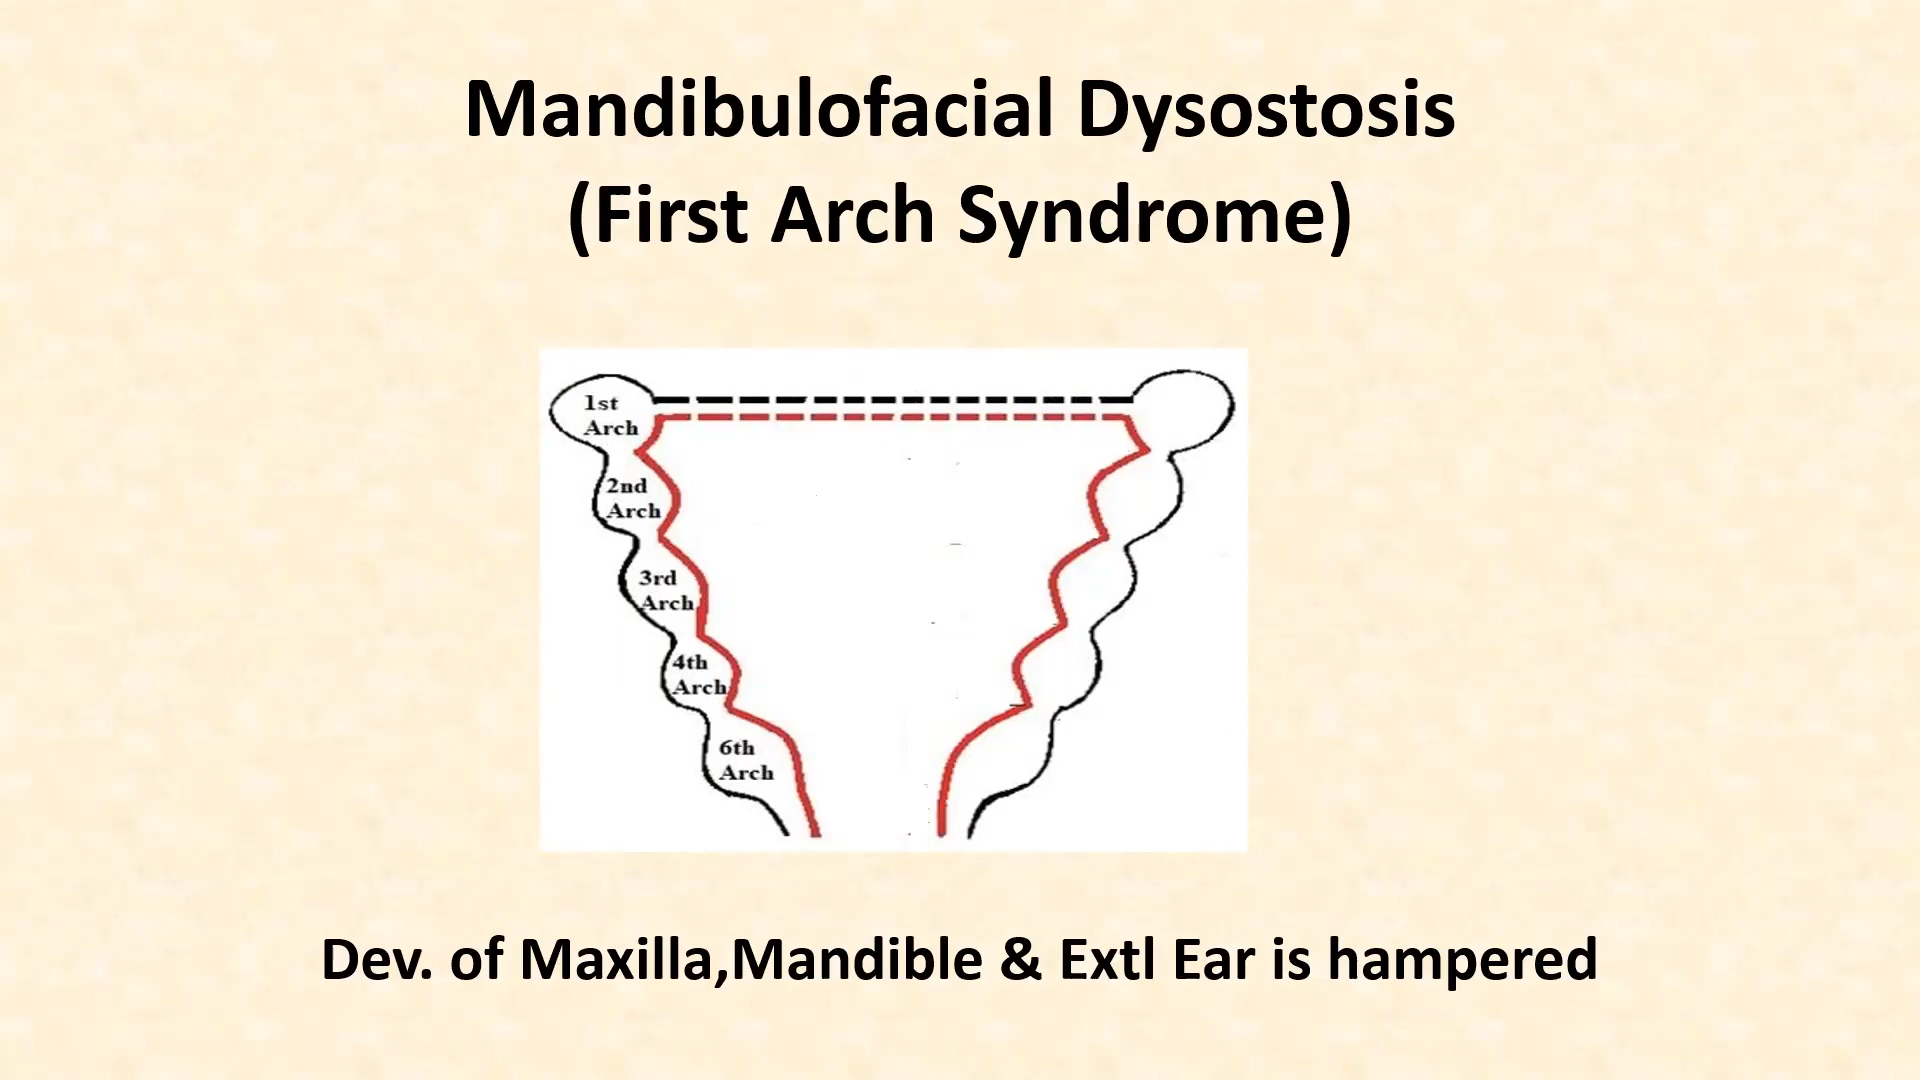 Mandibulofacial Dysostosis
(First Arch Syndrome)
1st
Arch
2nd
Arch
3rd
Arch
4th
Arch
6th
Arch
Dev. of Maxilla,Mandible & Extl Ear is hampered